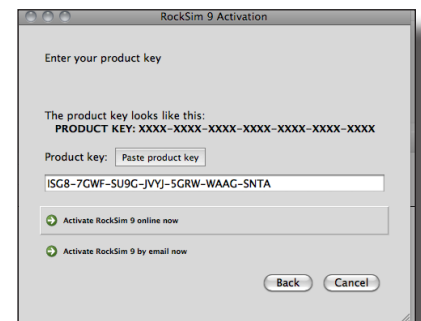 RockSim 9 Activation
Enter your product key
The product key looks like this:
PRODUCT KEY: XXXX-XXXX-XXXX-XXXX-XXXX-XXXX-XXXX
Product key: Paste product key
ISG8-7GWF-SU9G-JVYJ-5GRW-WAAG-SNTA
Activate RockSim 9 online now
Activate RockSim 9 by email now
Back Cancel